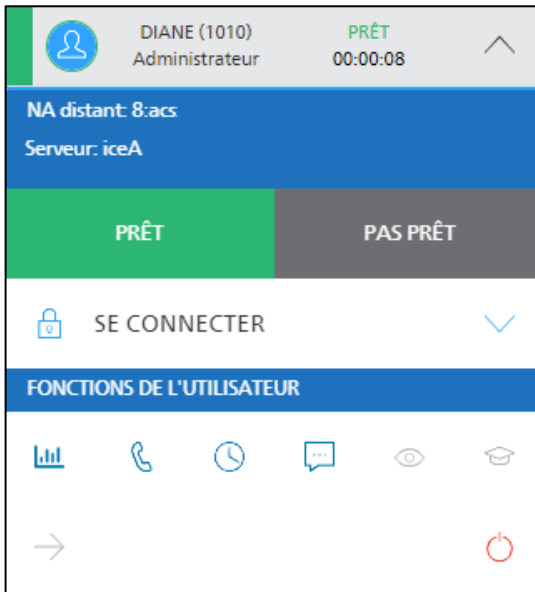 DIANE (1010)
Administrateur
PRÊT
00:00:08
NA distant: 8:acs
Serveur: iceA
PRÊT
PAS PRÊT
SE CONNECTER
FONCTIONS DE L'UTILISATEUR